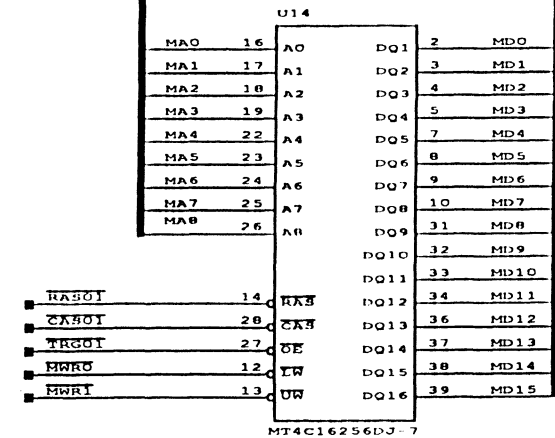 U14
MA0 16 A0 DQ1 2 MD0
MA1 17 A1 DQ2 3 MD1
MA2 18 A2 DQ3 4 MD2
MA3 19 A3 DQ4 5 MD3
MA4 22 A4 DQ5 7 MD4
MA5 23 A5 DQ6 8 MD5
MA6 24 A6 DQ7 9 MD6
MA7 25 A7 DQ8 10 MD7
MA8 26 A8 DQ9 31 MD8
DQ10 32 MD9
DQ11 33 MD10
RAS01 14 RAS DQ12 34 MD11
CAS01 28 CAS DQ13 36 MD12
TRG01 27 OE DQ14 37 MD13
MWR0 12 LW DQ15 38 MD14
MWR1 13 UW DQ16 39 MD15
MT4C16256DJ-7